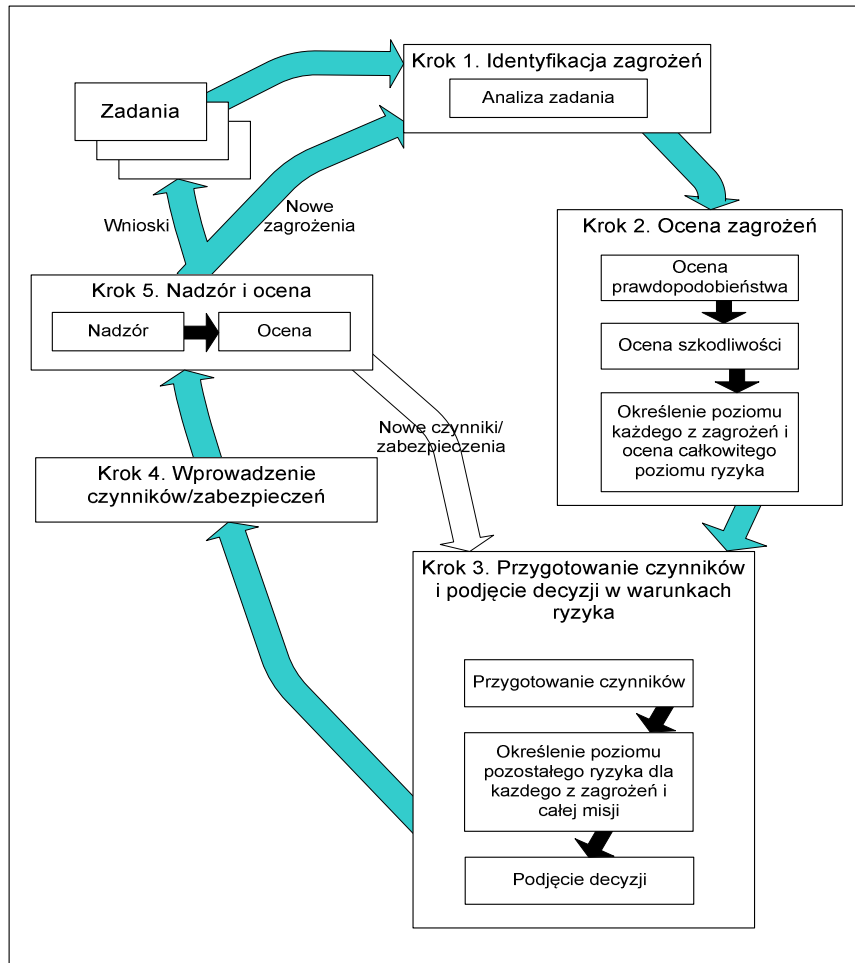 Zadania
Krok 1. Identyfikacja zagrożeń
Analiza zadania
Wnioski
Nowe
zagrożenia
Krok 2. Ocena zagrożeń
Ocena
prawdopodobieństwa
Ocena szkodliwości
Określenie poziomu
każdego z zagrożeń i
ocena całkowitego
poziomu ryzyka
Krok 5. Nadzór i ocena
Nadzór
Ocena
Nowe czynniki/
zabezpieczenia
Krok 4. Wprowadzenie
czynników/zabezpieczeń
Krok 3. Przygotowanie czynników
i podjęcie decyzji w warunkach
ryzyka
Przygotowanie czynników
Określenie poziomu
pozostałego ryzyka dla
kazdego z zagrożeń i
całej misji
Podjęcie decyzji